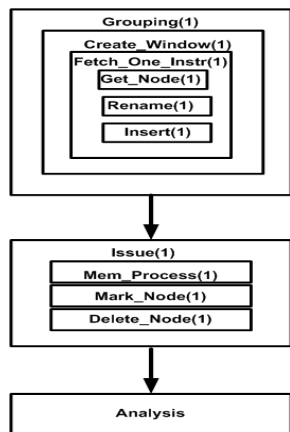 Grouping(1)
Create_Window(1)
Fetch_One_Instr(1)
Get_Node(1)
Rename(1)
Insert(1)
Issue(1)
Mem_Process(1)
Mark_Node(1)
Delete_Node(1)
Analysis